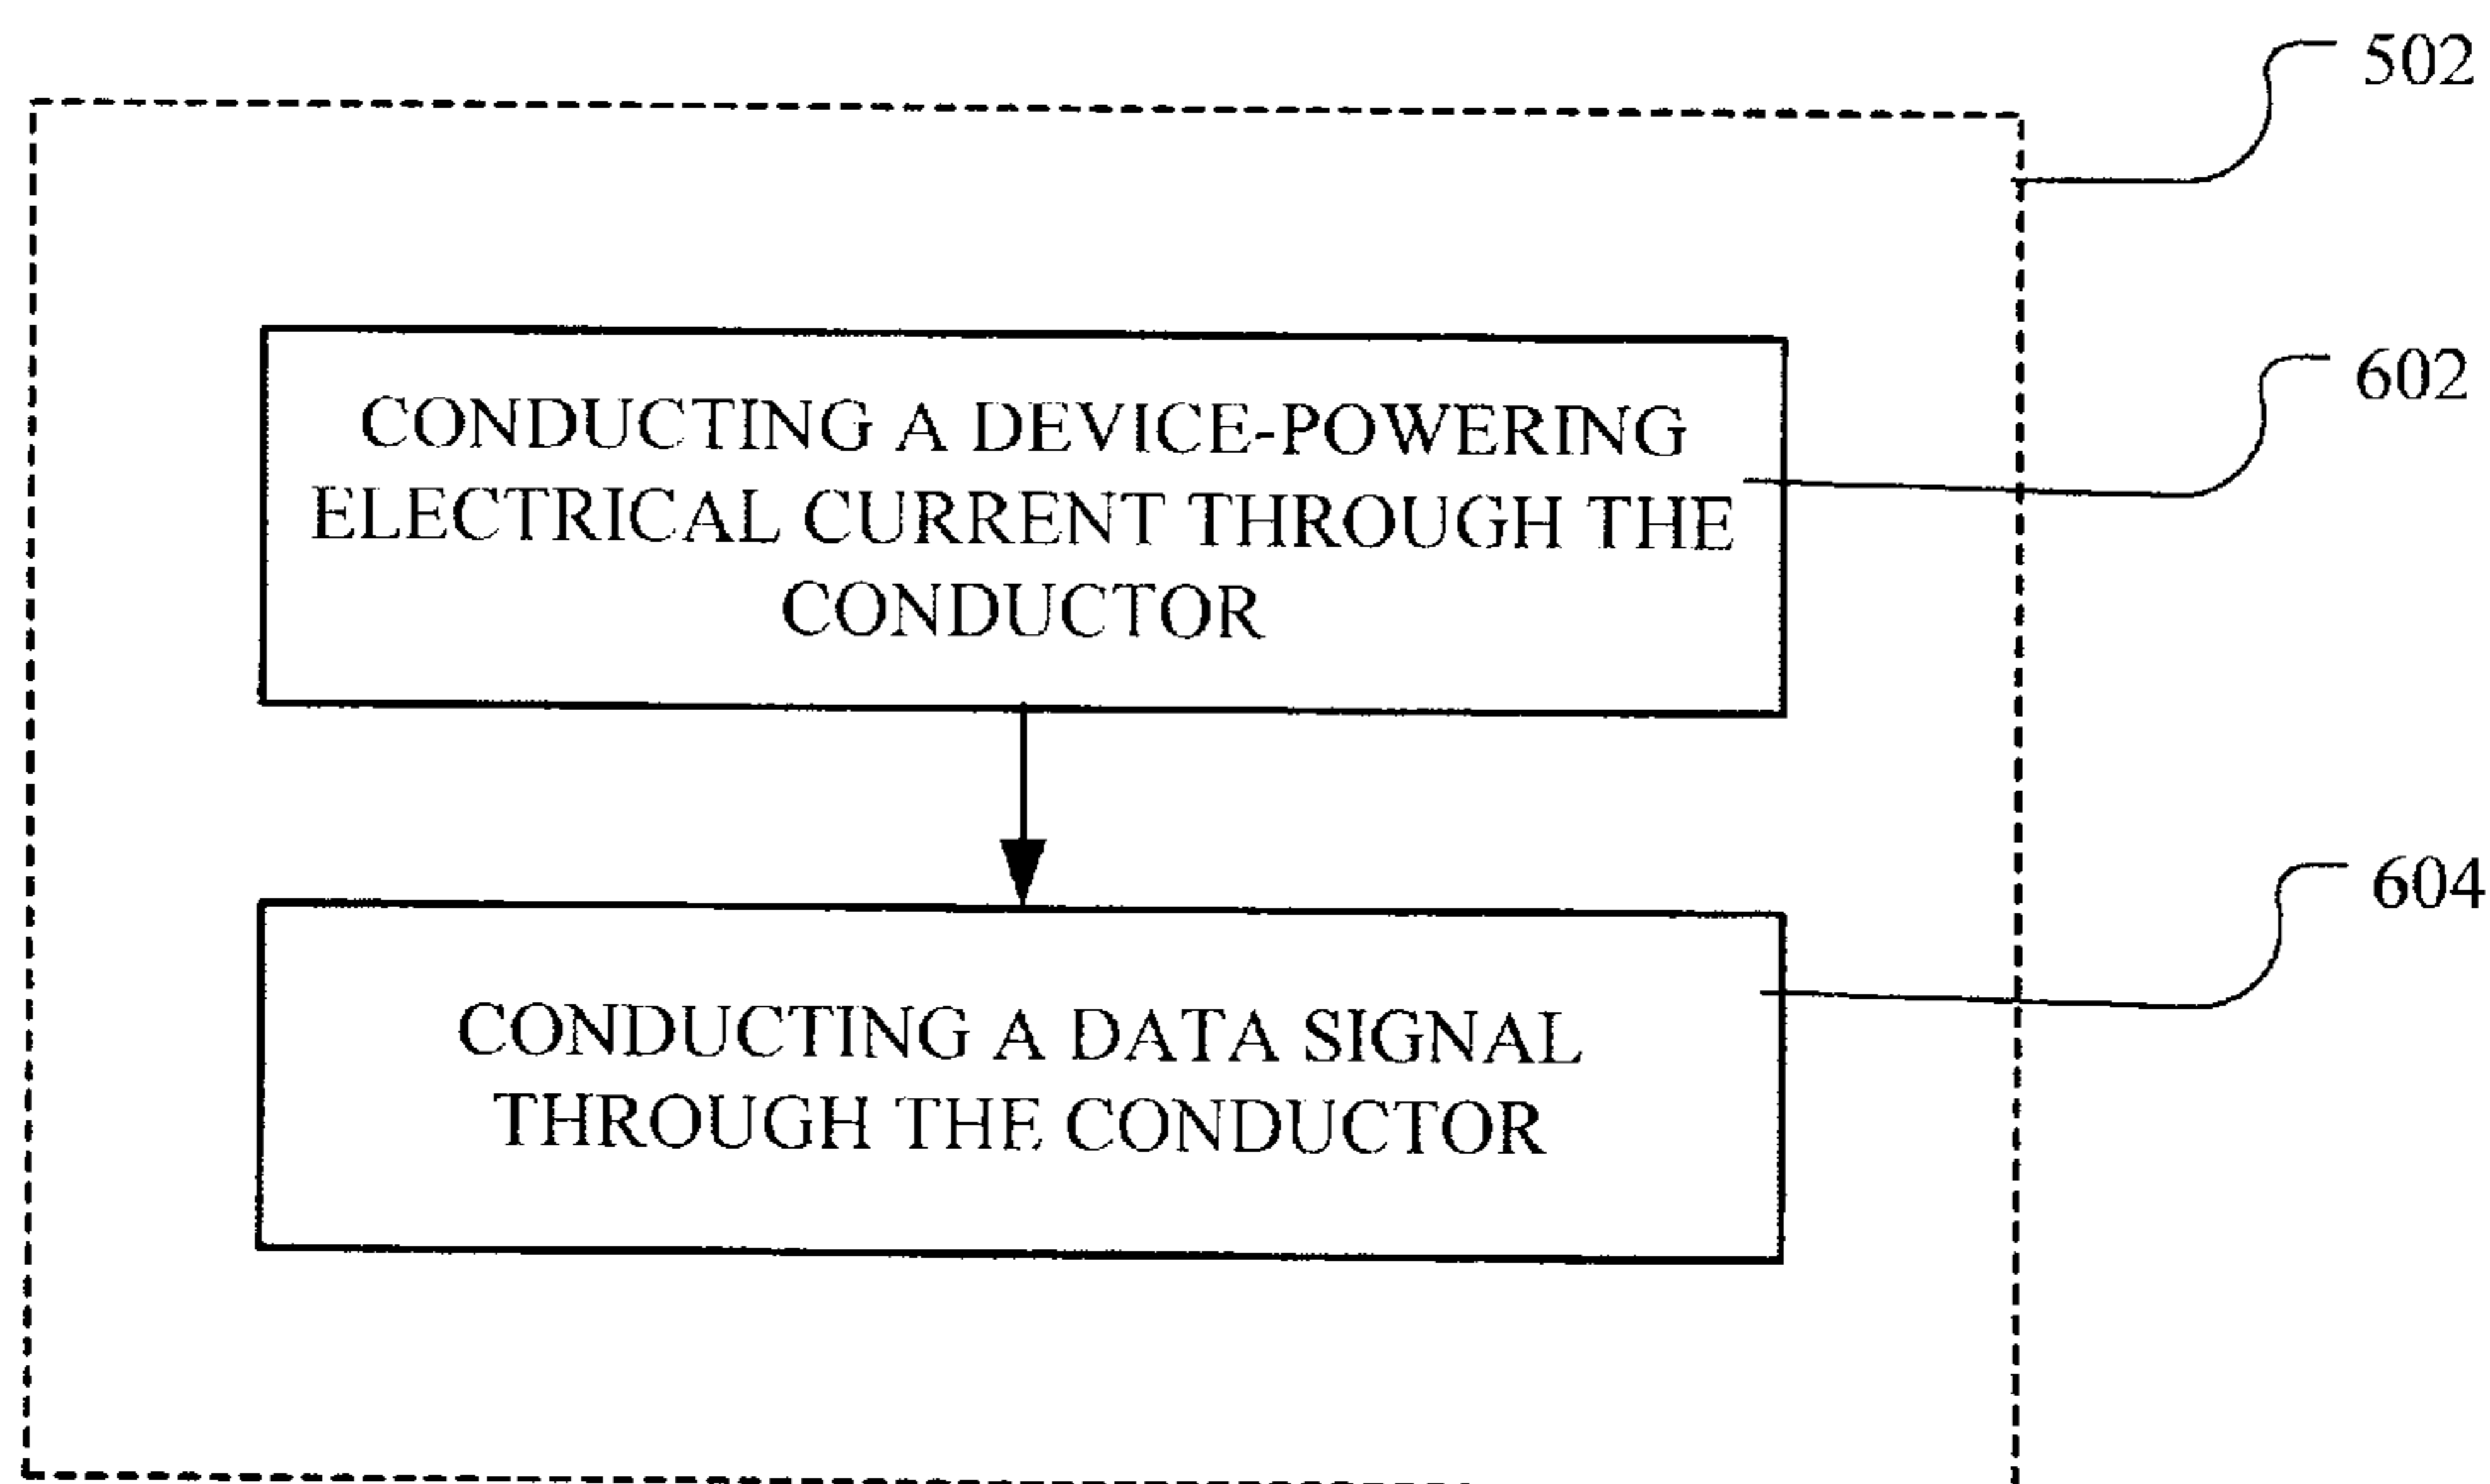 502
602
CONDUCTING A DEVICE-POWERING
ELECTRICAL CURRENT THROUGH THE
CONDUCTOR
604
CONDUCTING A DATA SIGNAL
THROUGH THE CONDUCTOR